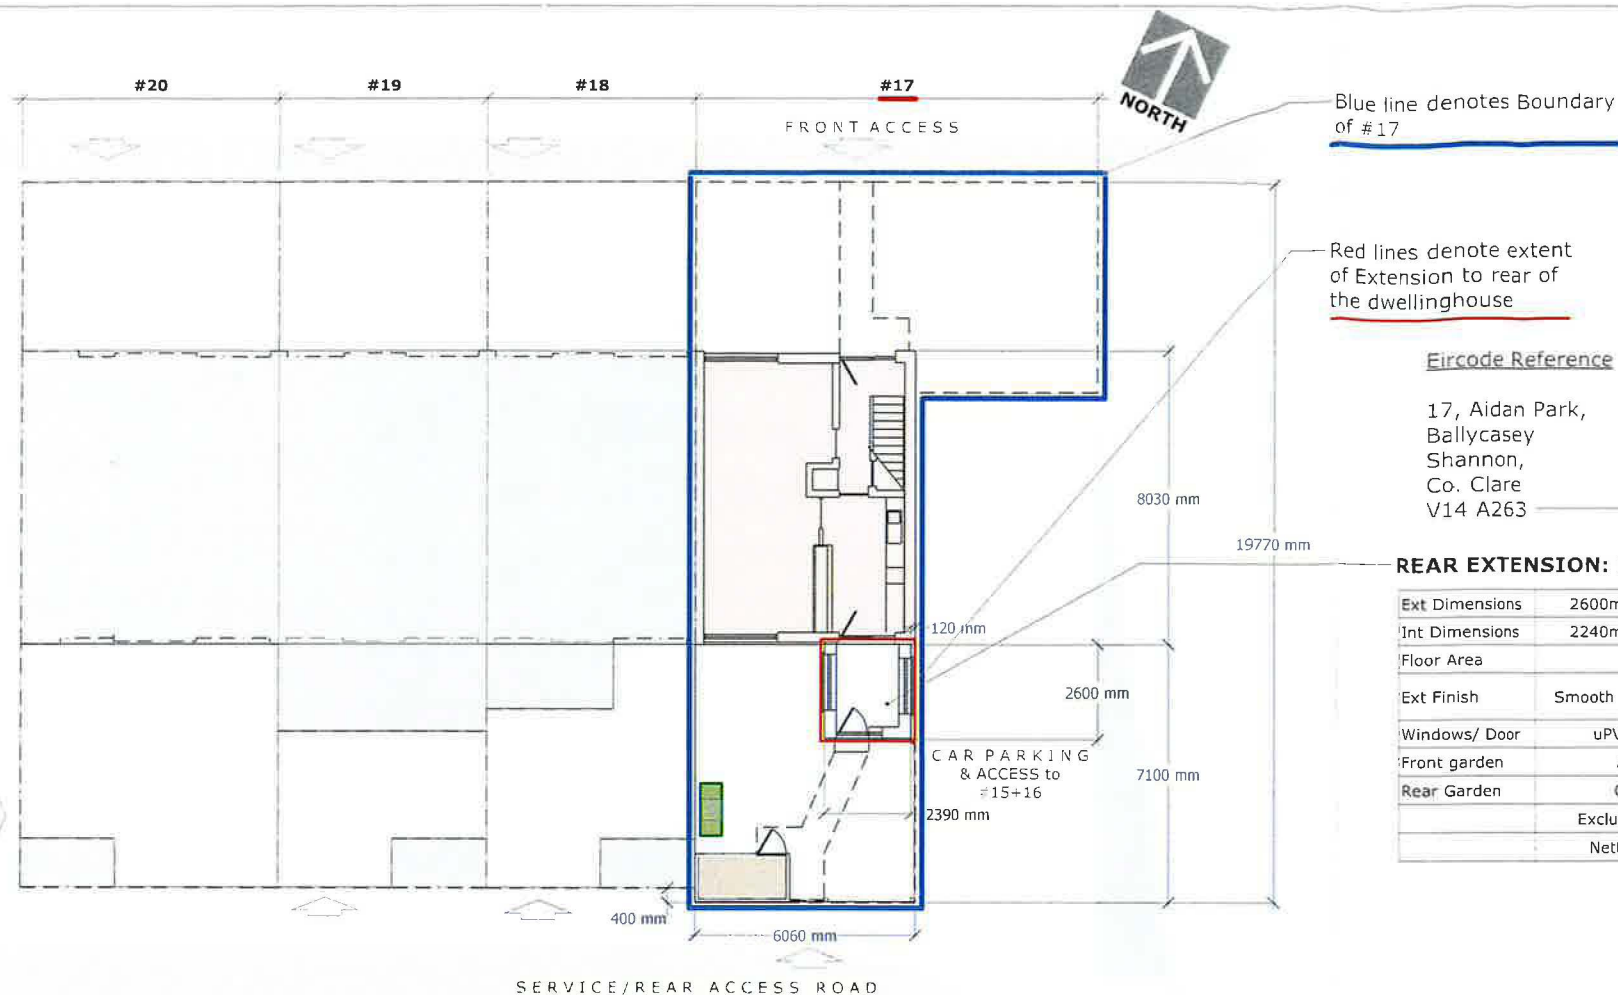 #20 #19 #18 #17
FRONT ACCESS
NORTH
Blue line denotes Boundary
of #17
Red lines denote extent
of Extension to rear of
the dwellinghouse
Eircode Reference
17, Aidan Park,
Ballycasey
Shannon,
Co. Clare
V14 A263
8030 mm
19770 mm
REAR EXTENSION:
Ext Dimensions
Int Dimensions
Floor Area
Ext Finish Smooth
Windows/ Door
Front garden
Rear Garden
120 mm
2600 mm
CAR PARKING
& ACCESS to
#15+16
7100 mm
2390 mm
400 mm
6060 mm
SERVICE/REAR ACCESS ROAD